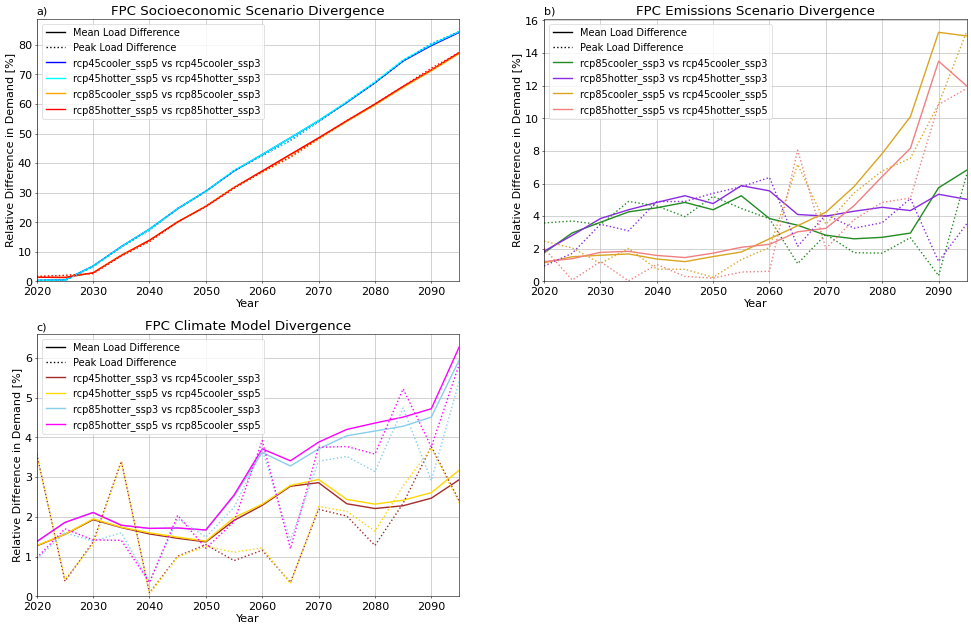 a)
FPC Socioeconomic Scenario Divergence
Relative Difference in Demand [%]
80
70
60
50
40
30
20
10
0
Mean Load Difference
Peak Load Difference
rcp45cooler_ssp5 vs rcp45cooler_ssp3
rcp45hotter_ssp5 vs rcp45hotter_ssp3
rcp85cooler_ssp5 vs rcp85cooler_ssp3
rcp85hotter_ssp5 vs rcp85hotter_ssp3
2020 2030 2040 2050 2060 2070 2080 2090
Year
b)
FPC Emissions Scenario Divergence
Relative Difference in Demand [%]
16
14
12
10
8
6
4
2
0
Mean Load Difference
Peak Load Difference
rcp85cooler_ssp3 vs rcp45cooler_ssp3
rcp85hotter_ssp3 vs rcp45hotter_ssp3
rcp85cooler_ssp5 vs rcp45cooler_ssp5
rcp85hotter_ssp5 vs rcp45hotter_ssp5
2020 2030 2040 2050 2060 2070 2080 2090
Year
c)
FPC Climate Model Divergence
Relative Difference in Demand [%]
6
5
4
3
2
1
0
Mean Load Difference
Peak Load Difference
rcp45hotter_ssp3 vs rcp45cooler_ssp3
rcp45hotter_ssp5 vs rcp45cooler_ssp5
rcp85hotter_ssp3 vs rcp85cooler_ssp3
rcp85hotter_ssp5 vs rcp85cooler_ssp5
2020 2030 2040 2050 2060 2070 2080 2090
Year